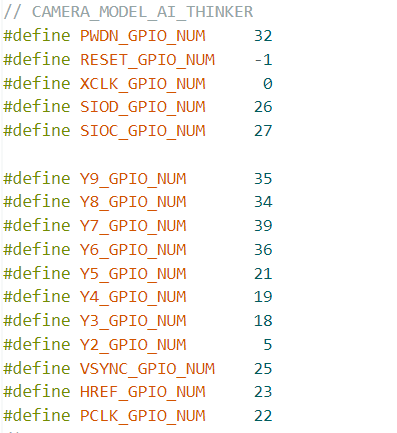 // CAMERA_MODEL_AI_THINKER
#define PWDN_GPIO_NUM     32
#define RESET_GPIO_NUM    -1
#define XCLK_GPIO_NUM      0
#define SIOD_GPIO_NUM     26
#define SIOC_GPIO_NUM     27

#define Y9_GPIO_NUM       35
#define Y8_GPIO_NUM       34
#define Y7_GPIO_NUM       39
#define Y6_GPIO_NUM       36
#define Y5_GPIO_NUM       21
#define Y4_GPIO_NUM       19
#define Y3_GPIO_NUM       18
#define Y2_GPIO_NUM        5
#define VSYNC_GPIO_NUM    25
#define HREF_GPIO_NUM     23
#define PCLK_GPIO_NUM     22